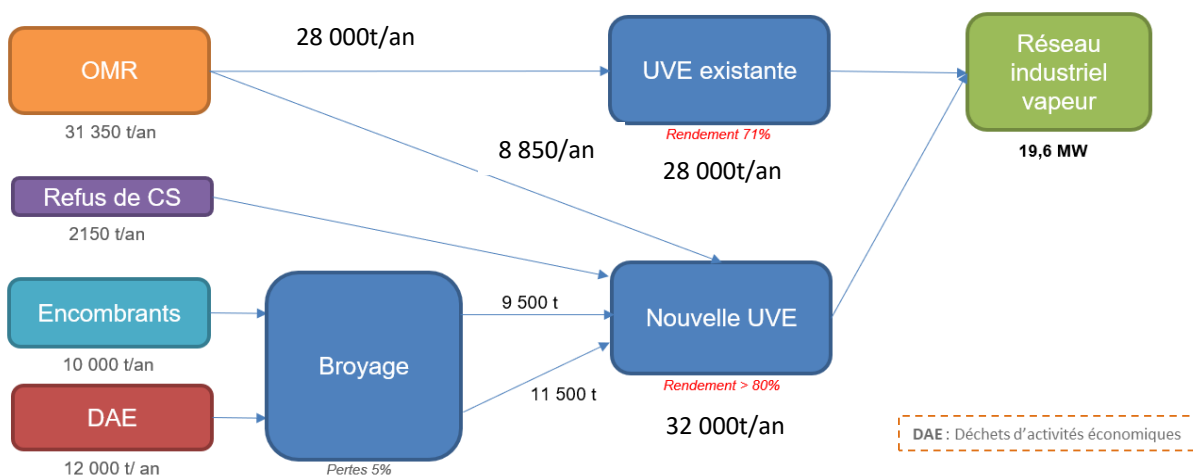 28 000t/an
OMR
31 350 t/an
UVE existante
Rendement 71%
28 000t/an
Réseau
industriel
vapeur
19,6 MW
8 850/an
Refus de CS
2150 t/an
Encombrants
10 000 t/an
DAE
12 000 t/ an
Broyage
Pertes 5%
9 500 t
11 500 t
Nouvelle UVE
Rendement > 80%
32 000t/an
DAE : Déchets d'activités économiques